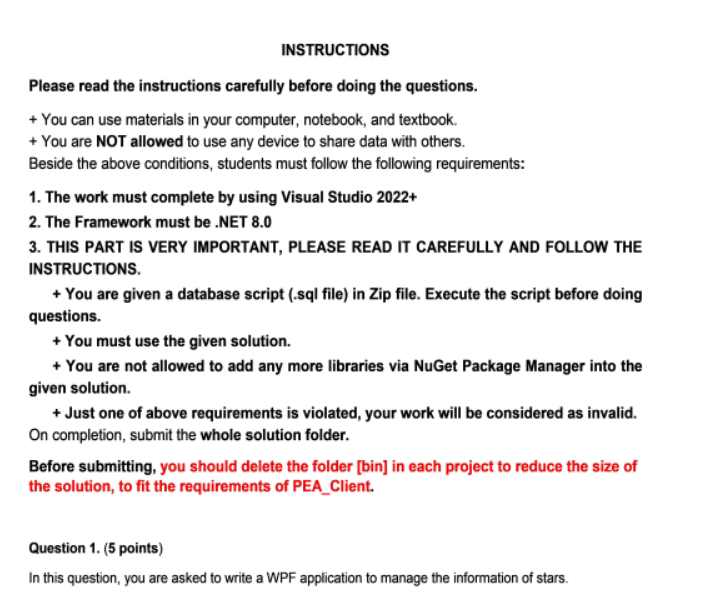 INSTRUCTIONS
Please read the instructions carefully before doing the questions.
+ You can use materials in your computer, notebook, and textbook.
+ You are NOT allowed to use any device to share data with others.
Beside the above conditions, students must follow the following requirements:
1. The work must complete by using Visual Studio 2022+
2. The Framework must be .NET 8.0
3. THIS PART IS VERY IMPORTANT, PLEASE READ IT CAREFULLY AND FOLLOW THE
INSTRUCTIONS.
+ You are given a database script (.sql file) in Zip file. Execute the script before doing
questions.
+ You must use the given solution.
+ You are not allowed to add any more libraries via NuGet Package Manager into the
given solution.
+ Just one of above requirements is violated, your work will be considered as invalid.
On completion, submit the whole solution folder.
Before submitting, you should delete the folder [bin] in each project to reduce the size of
the solution, to fit the requirements of PEA_Client.
Question 1. (5 points)
In this question, you are asked to write a WPF application to manage the information of stars.